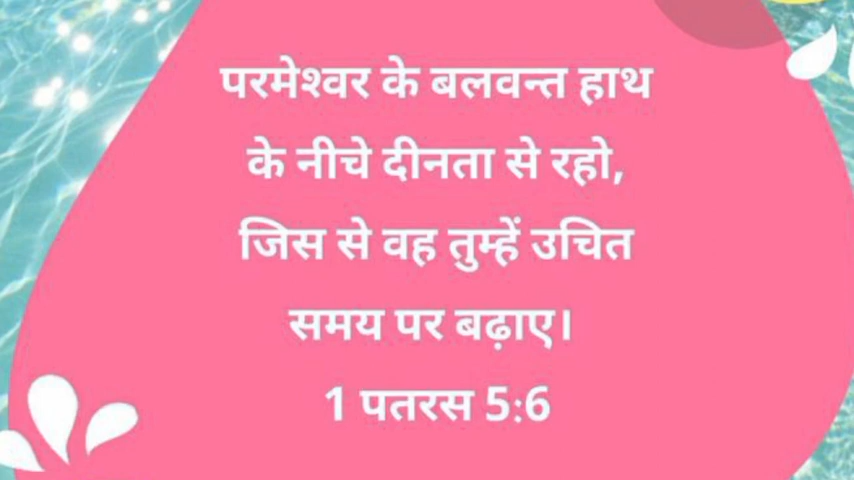 परमेश्वर के बलवन्त हाथ
के नीचे दीनता से रहो,
जिस से वह तुम्हें उचित
समय पर बढ़ाए।
1 पतरस 5:6